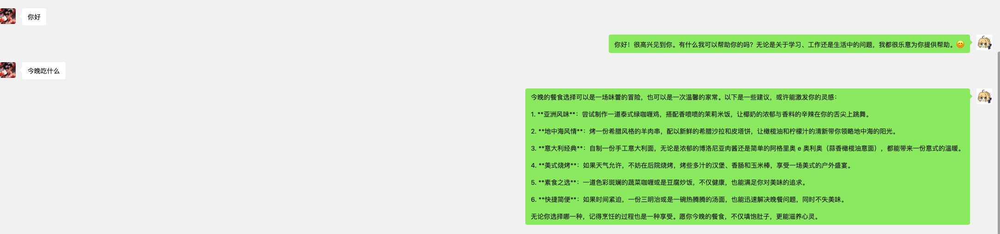 你好
你好！很高兴见到你。有什么我可以帮助你的吗？无论是关于学习、工作还是生活中的问题，我都很乐意为你提供帮助。😊
今晚吃什么
今晚的餐食选择可以是一场味蕾的冒险，也可以是一次温馨的家常。以下是一些建议，或许能激发你的灵感：
1. **亚洲风味**：尝试制作一道泰式绿咖喱鸡，搭配香喷喷的茉莉米饭，让椰奶的浓郁与香料的辛辣在你的舌尖上跳舞。
2. **地中海风情**：烤一份希腊风格的羊肉串，配以新鲜的希腊沙拉和皮塔饼，让橄榄油和柠檬汁的清新带你领略地中海的阳光。
3. **意大利经典**：自制一份手工意大利面，无论是浓郁的博洛尼亚肉酱还是简单的阿格里奥 e 奥利奥（蒜香橄榄油意面），都能带来一份意式的温暖。
4. **美式烧烤**：如果天气允许，不妨在后院烧烤，烤些多汁的汉堡、香肠和玉米棒，享受一场美式的户外盛宴。
5. **素食之选**：一道色彩斑斓的蔬菜咖喱或是豆腐炒饭，不仅健康，也能满足你对美味的追求。
6. **快捷简便**：如果时间紧迫，一份三明治或是一碗热腾腾的汤面，也能迅速解决晚餐问题，同时不失美味。
无论你选择哪一种，记得烹饪的过程也是一种享受。愿你今晚的餐食，不仅填饱肚子，更能滋养心灵。